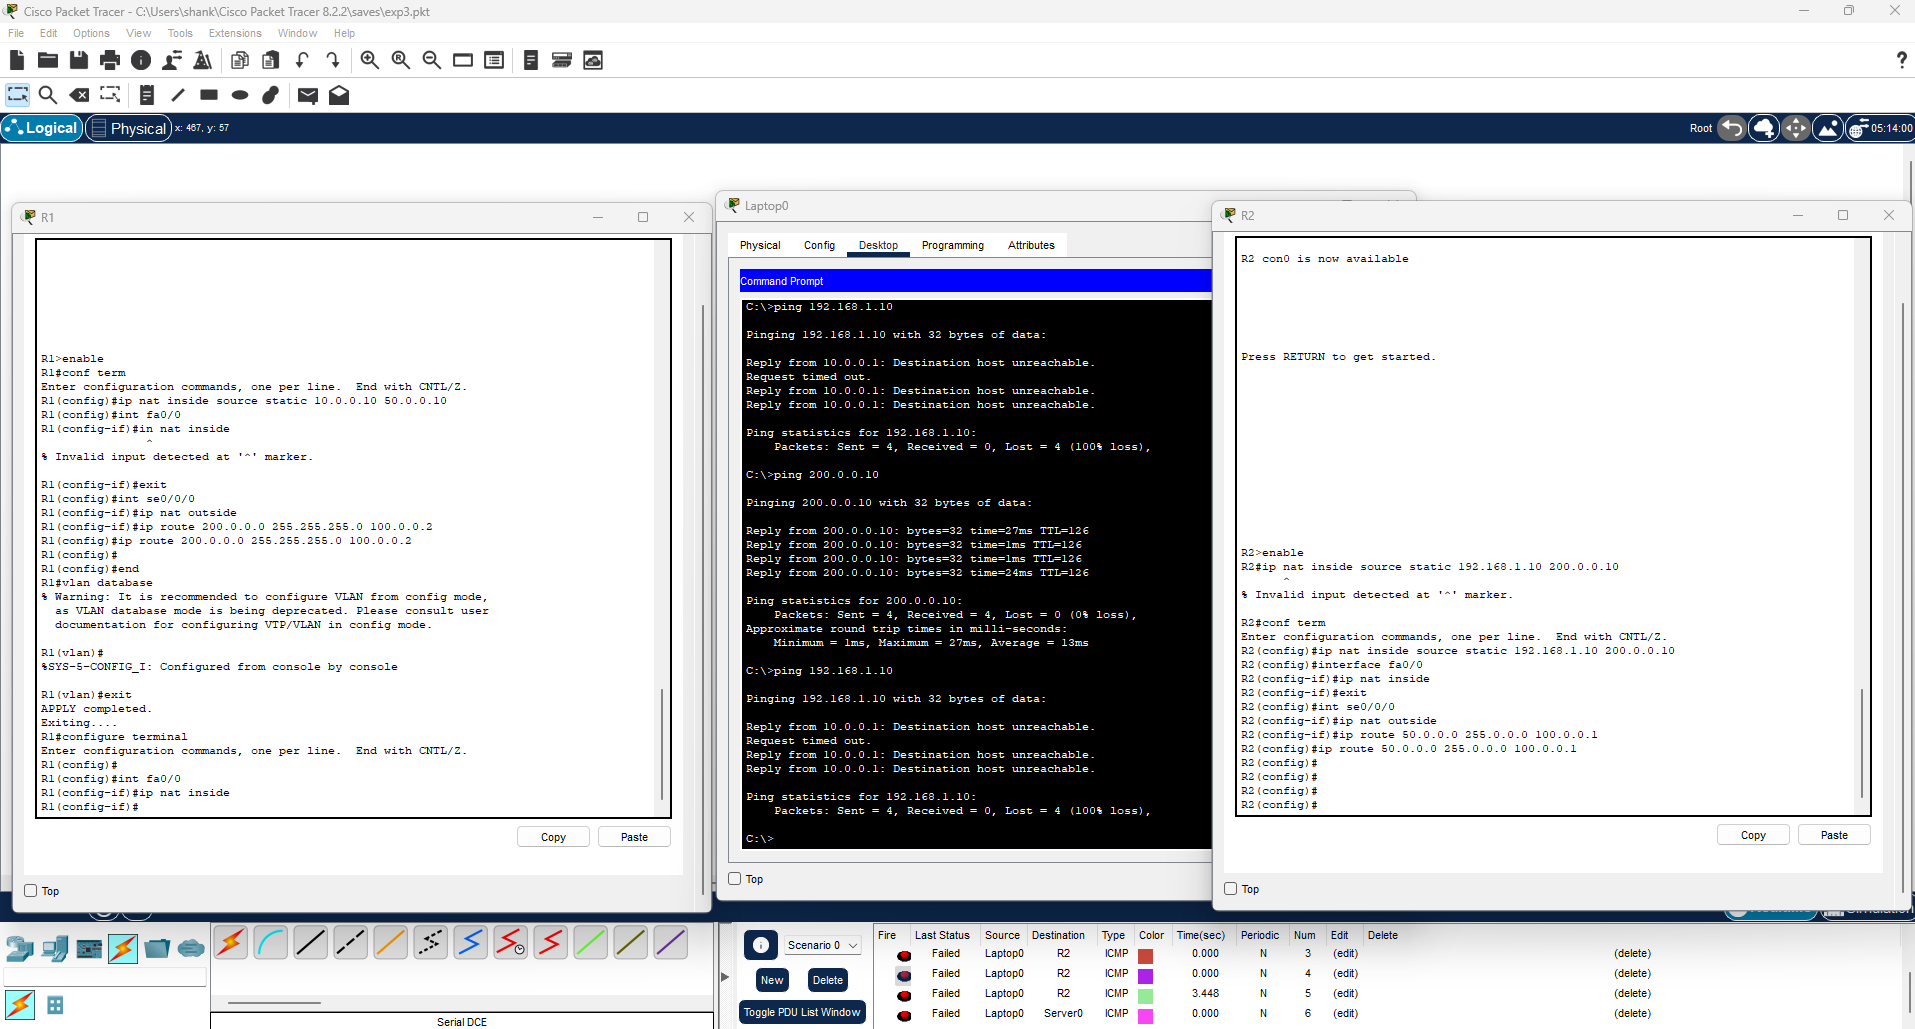 Cisco Packet Tracer - C:\Users\shank\Cisco Packet Tracer 8.2.2\saves\exp3.pkt
File Edit Options View Tools Extensions Window Help
Logical Physical x: 467, y: 57
Root 05:14:00
R1
R1>enable
R1#conf term
Enter configuration commands, one per line.  End with CNTL/Z.
R1(config)#ip nat inside source static 10.0.0.10 50.0.0.10
R1(config)#int fa0/0
R1(config-if)#in nat inside
^
% Invalid input detected at '^' marker.
R1(config-if)#exit
R1(config)#int se0/0/0
R1(config-if)#ip nat outside
R1(config-if)#ip route 200.0.0.0 255.255.255.0 100.0.0.2
R1(config)#ip route 200.0.0.0 255.255.255.0 100.0.0.2
R1(config)#
R1(config)#end
R1#vlan database
% Warning: It is recommended to configure VLAN from config mode,
as VLAN database mode is being deprecated. Please consult user
documentation for configuring VTP/VLAN in config mode.
R1(vlan)#
%SYS-5-CONFIG_I: Configured from console by console
R1(vlan)#exit
APPLY completed.
Exiting....
R1#configure terminal
Enter configuration commands, one per line.  End with CNTL/Z.
R1(config)#
R1(config)#int fa0/0
R1(config-if)#ip nat inside
R1(config-if)#
Copy Paste
Top
Laptop0
Physical Config Desktop Programming Attributes
Command Prompt
C:\>ping 192.168.1.10
Pinging 192.168.1.10 with 32 bytes of data:
Reply from 10.0.0.1: Destination host unreachable.
Request timed out.
Reply from 10.0.0.1: Destination host unreachable.
Reply from 10.0.0.1: Destination host unreachable.
Ping statistics for 192.168.1.10:
Packets: Sent = 4, Received = 0, Lost = 4 (100% loss),
C:\>ping 200.0.0.10
Pinging 200.0.0.10 with 32 bytes of data:
Reply from 200.0.0.10: bytes=32 time=27ms TTL=126
Reply from 200.0.0.10: bytes=32 time=1ms TTL=126
Reply from 200.0.0.10: bytes=32 time=1ms TTL=126
Reply from 200.0.0.10: bytes=32 time=24ms TTL=126
Ping statistics for 200.0.0.10:
Packets: Sent = 4, Received = 4, Lost = 0 (0% loss),
Approximate round trip times in milli-seconds:
Minimum = 1ms, Maximum = 27ms, Average = 13ms
C:\>ping 192.168.1.10
Pinging 192.168.1.10 with 32 bytes of data:
Reply from 10.0.0.1: Destination host unreachable.
Request timed out.
Reply from 10.0.0.1: Destination host unreachable.
Reply from 10.0.0.1: Destination host unreachable.
Ping statistics for 192.168.1.10:
Packets: Sent = 4, Received = 0, Lost = 4 (100% loss),
C:\>
Top
R2
R2 con0 is now available
Press RETURN to get started.
R2>enable
R2#ip nat inside source static 192.168.1.10 200.0.0.10
^
% Invalid input detected at '^' marker.
R2#conf term
Enter configuration commands, one per line.  End with CNTL/Z.
R2(config)#ip nat inside source static 192.168.1.10 200.0.0.10
R2(config)#interface fa0/0
R2(config-if)#ip nat inside
R2(config-if)#exit
R2(config)#int se0/0/0
R2(config-if)#ip nat outside
R2(config-if)#ip route 50.0.0.0 255.0.0.0 100.0.0.1
R2(config)#ip route 50.0.0.0 255.0.0.0 100.0.0.1
R2(config)#
R2(config)#
R2(config)#
R2(config)#
Copy Paste
Top
Serial DCE
Scenario 0
New Delete
Toggle PDU List Window
Fire Last Status Source Destination Type Color Time(sec) Periodic Num Edit Delete
Failed Laptop0 R2 ICMP 0.000 N 3 (edit) (delete)
Failed Laptop0 R2 ICMP 0.000 N 4 (edit) (delete)
Failed Laptop0 R2 ICMP 3.448 N 5 (edit) (delete)
Failed Laptop0 Server0 ICMP 0.000 N 6 (edit) (delete)